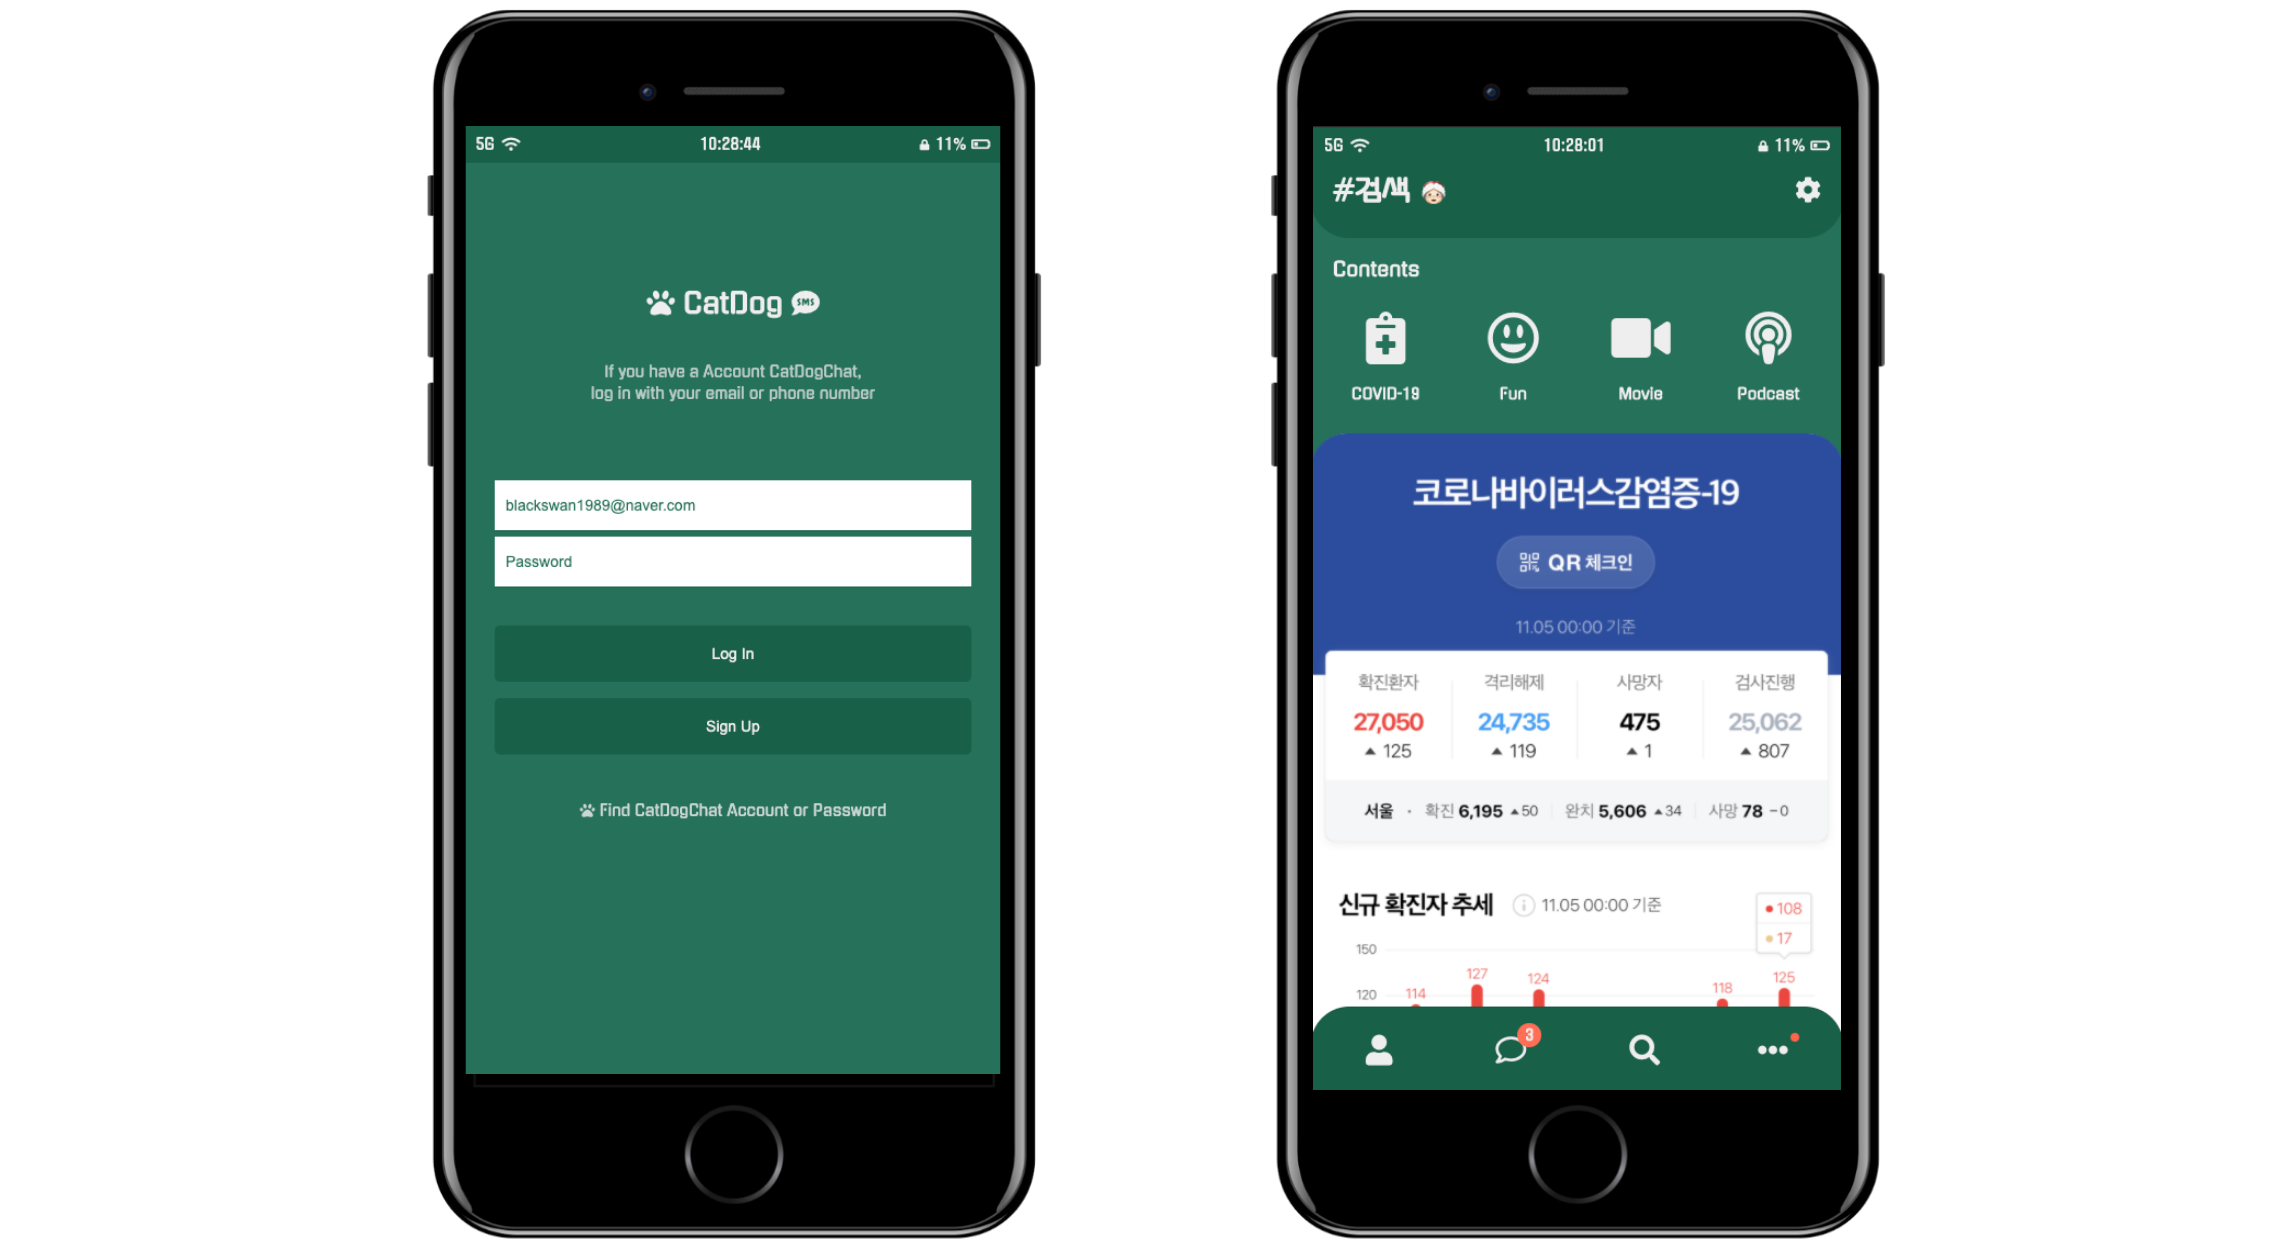 5G 10:28:44 11%
CatDog SMS
If you have a Account CatDogChat,
log in with your email or phone number
blackswan1989@naver.com
Password
Log In
Sign Up
Find CatDogChat Account or Password
5G 10:28:01 11%
#검색
Contents
COVID-19 Fun Movie Podcast
코로나바이러스감염증-19
QR 체크인
11.05 00:00 기준
확진환자 격리해제 사망자 검사진행
27,050 24,735 475 25,062
▲ 125 ▲ 119 ▲ 1 ▲ 807
서울 · 확진 6,195 ▲50 완치 5,606 ▲34 사망 78 −0
신규 확진자 추세 11.05 00:00 기준
108
17
150
127 124 125
120 114 118
3